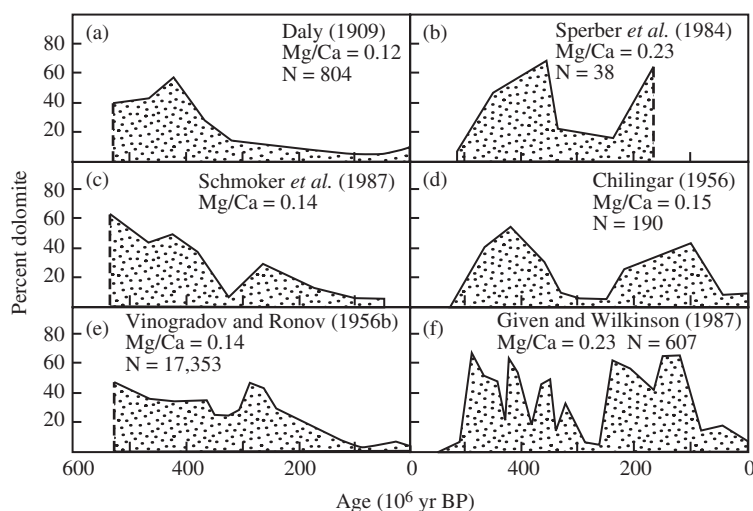 (a)
Daly (1909)
Mg/Ca = 0.12
N = 804
(b)
Sperber et al. (1984)
Mg/Ca = 0.23
N = 38
80
60
40
20
(c)
Schmoker et al. (1987)
Mg/Ca = 0.14
(d)
Chilingar (1956)
Mg/Ca = 0.15
N = 190
80
60
40
20
(e)
Vinogradov and Ronov (1956b)
Mg/Ca = 0.14
N = 17,353
(f)
Given and Wilkinson (1987)
Mg/Ca = 0.23 N = 607
80
60
40
20
Percent dolomite
600 400 200 0
400 200 0
Age (10⁶ yr BP)